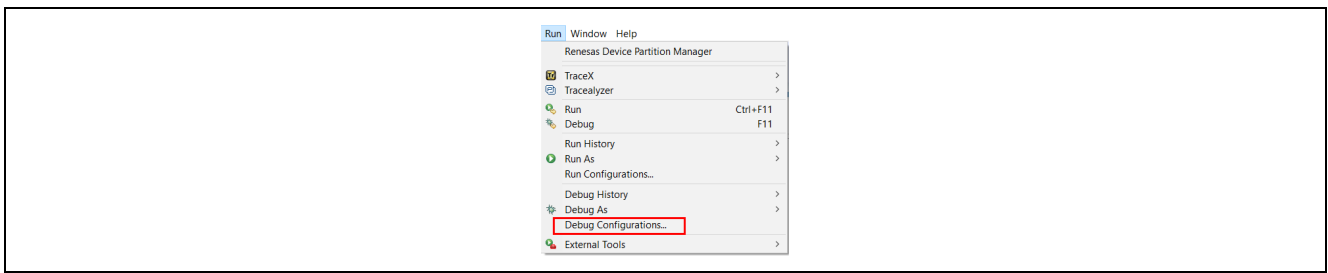 Run Window Help
Renesas Device Partition Manager
TraceX >
Tracealyzer >
Run Ctrl+F11
Debug F11
Run History >
Run As >
Run Configurations...
Debug History >
Debug As >
Debug Configurations...
External Tools >